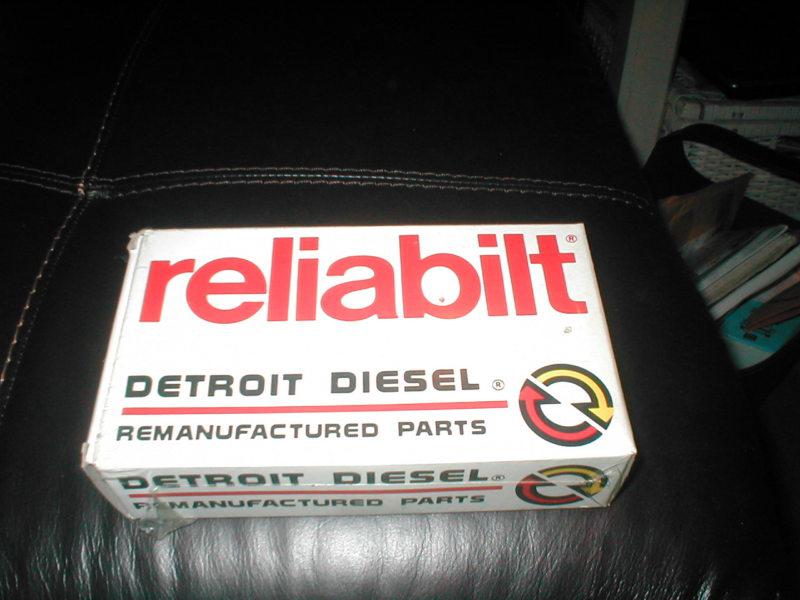 reliabilt®
DETROIT DIESEL®
REMANUFACTURED PARTS
DETROIT DIESEL®
REMANUFACTURED PARTS